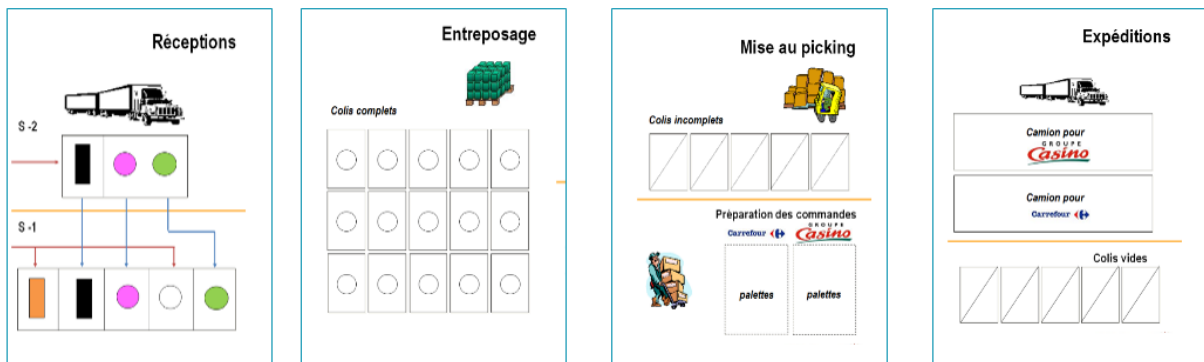 Réceptions
S -2
S -1
Entreposage
Colis complets
Mise au picking
Colis incomplets
Préparation des commandes
Carrefour
GROUPE
Casino
palettes
palettes
Expéditions
Camion pour
GROUPE
Casino
Camion pour
Carrefour
Colis vides